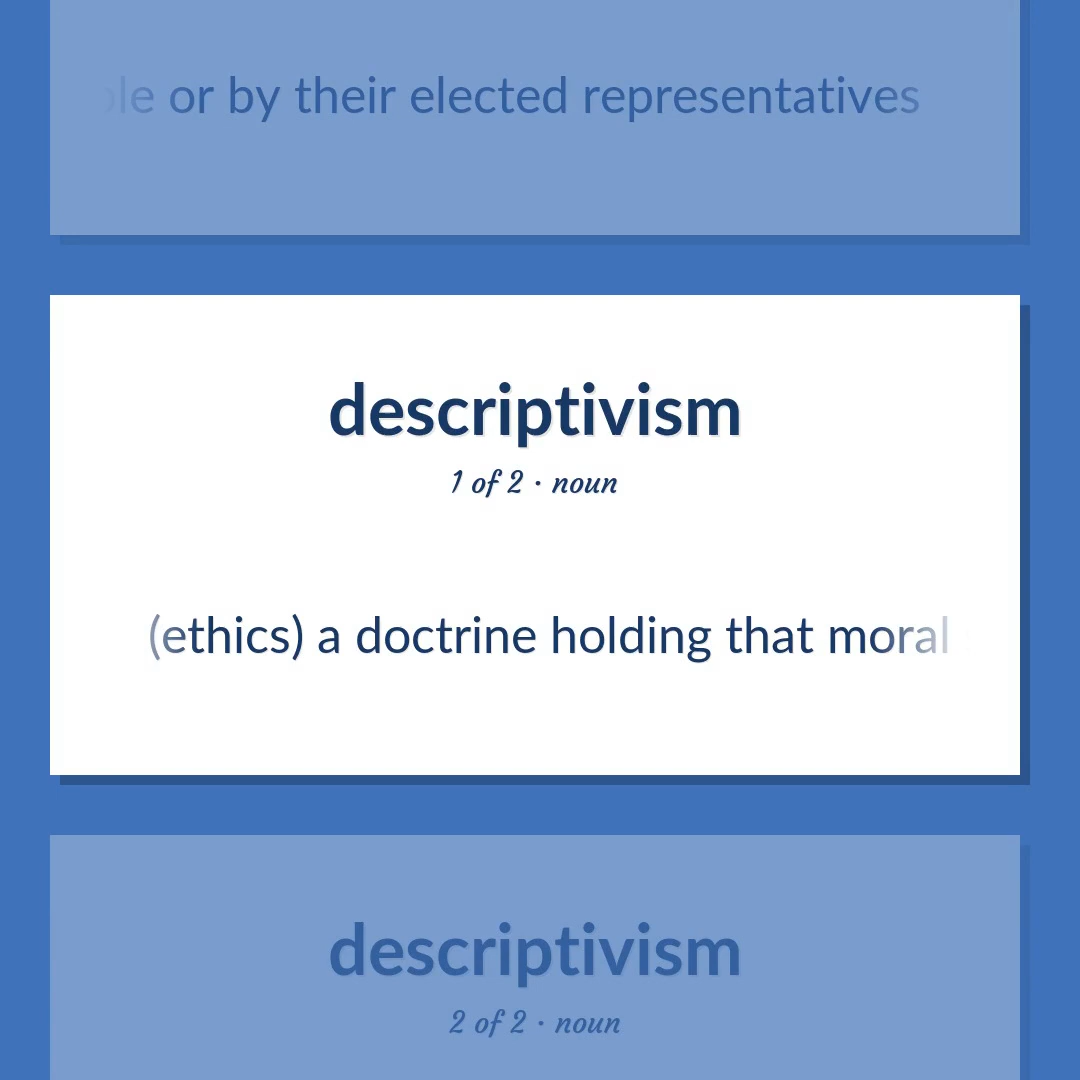 or by their elected representatives
descriptivism
1 of 2 · noun
(ethics) a doctrine holding that moral
descriptivism
2 of 2 · noun